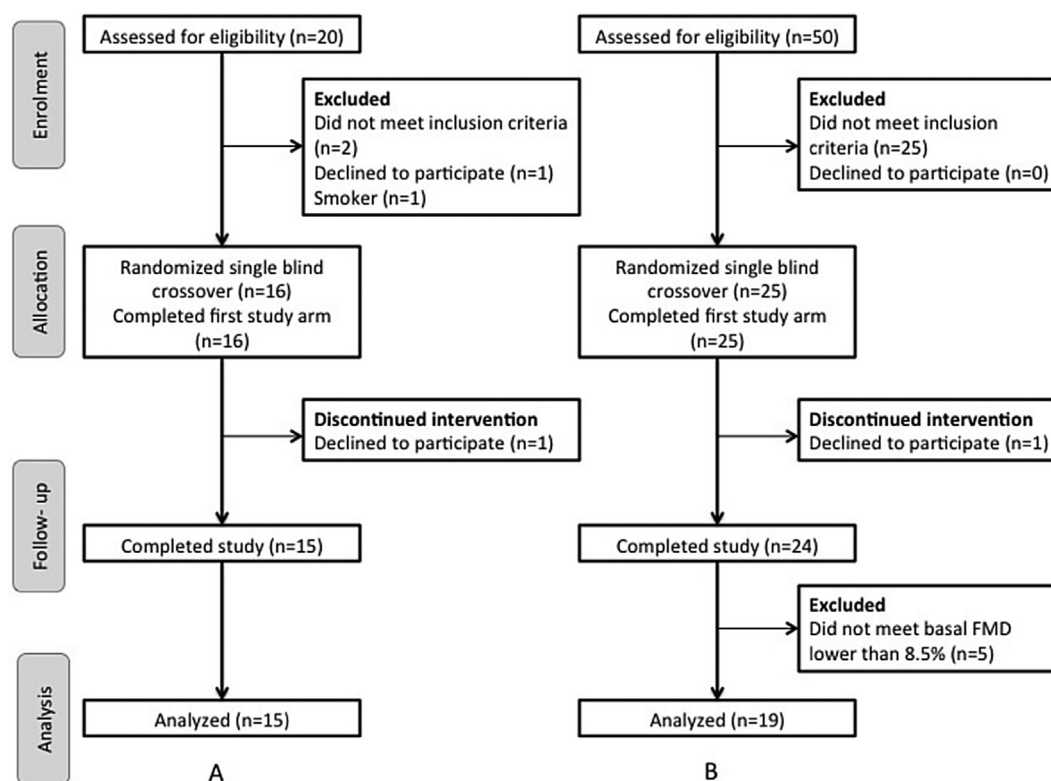 Enrolment
Assessed for eligibility (n=20)
Excluded
Did not meet inclusion criteria
(n=2)
Declined to participate (n=1)
Smoker (n=1)
Assessed for eligibility (n=50)
Excluded
Did not meet inclusion
criteria (n=25)
Declined to participate (n=0)
Allocation
Randomized single blind
crossover (n=16)
Completed first study arm
(n=16)
Randomized single blind
crossover (n=25)
Completed first study arm
(n=25)
Discontinued intervention
Declined to participate (n=1)
Discontinued intervention
Declined to participate (n=1)
Follow- up
Completed study (n=15)
Completed study (n=24)
Excluded
Did not meet basal FMD
lower than 8.5% (n=5)
Analysis
Analyzed (n=15)
Analyzed (n=19)
A
B